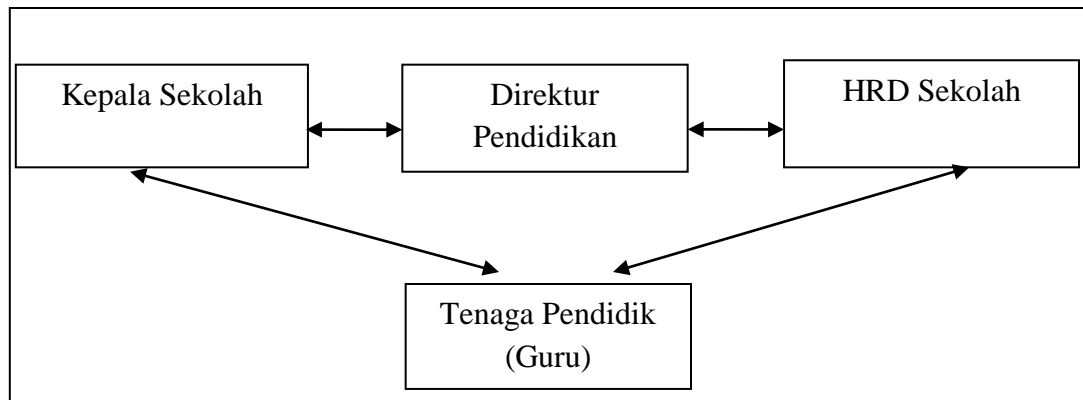 Kepala Sekolah
Direktur
Pendidikan
HRD Sekolah
Tenaga Pendidik
(Guru)